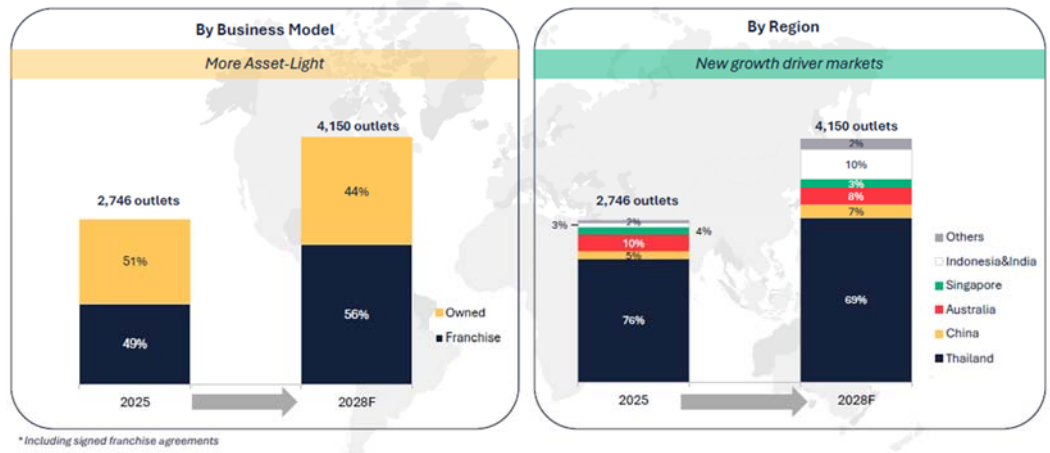 By Business Model
More Asset-Light
4,150 outlets
2,746 outlets
44%
51%
56%
49%
Owned
Franchise
2025
2028F
* Including signed franchise agreements
By Region
New growth driver markets
4,150 outlets
2%
10%
3%
8%
7%
69%
2,746 outlets
2%
3%
4%
10%
5%
76%
Others
Indonesia&India
Singapore
Australia
China
Thailand
2025
2028F